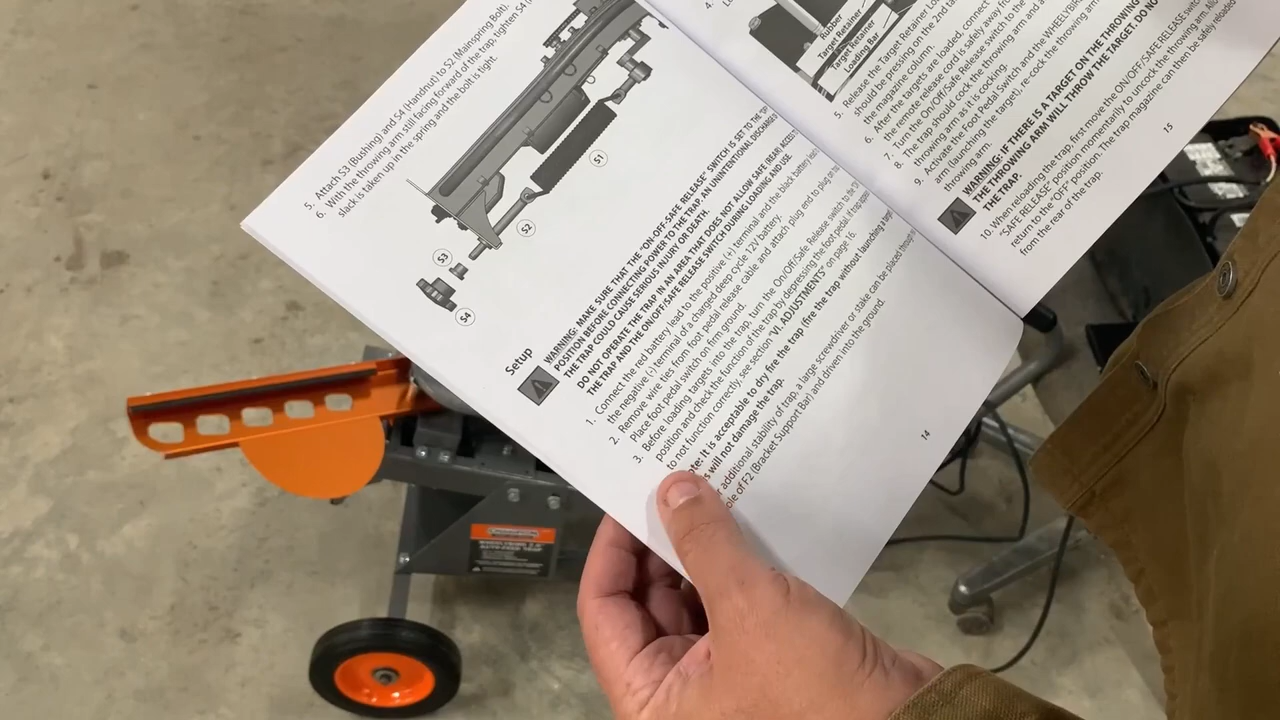 5. Attach S3 (Bushing) and S4 (Handnut) to S2 (Mainspring Bolt).
6. With the throwing arm still facing forward of the trap, tighten S4
slack is taken up in the spring and the bolt is tight.
S1
S2
S3
S4
Setup
WARNING: MAKE SURE THAT THE "ON-OFF-SAFE RELEASE" SWITCH IS SET TO THE
POSITION BEFORE CONNECTING POWER TO THE TRAP. AN UNINTENTIONAL DISCHARGE
THE TRAP COULD CAUSE SERIOUS INJURY OR DEATH.
DO NOT OPERATE THE TRAP IN AN AREA THAT DOES NOT ALLOW SAFE (REAR) ACCESS
THE TRAP AND THE ON/OFF/SAFE RELEASE SWITCH DURING LOADING AND USE.
1. Connect the red battery lead to the positive (+) terminal and the black battery lead
the negative (-) terminal of a charged deep cycle 12V battery.
2. Remove wire ties from foot pedal release cable and attach plug end to plug on
Place foot pedal switch on firm ground.
3. Before loading targets into the trap, turn the On/Off/Safe Release switch to the
position and check the function of the trap by depressing the foot pedal. If trap
to not function correctly, see section "VI. ADJUSTMENTS" on page 16.
te: It is acceptable to dry fire the trap (fire the trap without launching a
s will not damage the trap.
r additional stability of trap, a large screwdriver or stake can be placed
ole of F2 (Bracket Support Bar) and driven into the ground.
14
4.
Rubber
Target Retainer
Target Retainer
Loading Bar
5. Release the Target Retainer
should be pressing on the 2nd
the magazine column.
6. After the targets are loaded, connect
the remote release cord is safely away
7. Turn the On/Off/Safe Release switch to the
8. The trap should cock the throwing arm and
throwing arm as it is cocking.
9. Activate the Foot Pedal Switch and the
arm launching the target), re-cock the throwing arm
throwing arm.
WARNING: IF THERE IS A TARGET ON THE THROWING
THE THROWING ARM WILL THROW THE TARGET! DO
THE TRAP.
10. When reloading the trap, first move the ON/OFF/SAFE RELEASE
"SAFE RELEASE" position momentarily to uncock the throwing arm.
return to the "OFF" position. The trap magazine can then be safely reloaded
from the rear of the trap.
15
CHAMPION